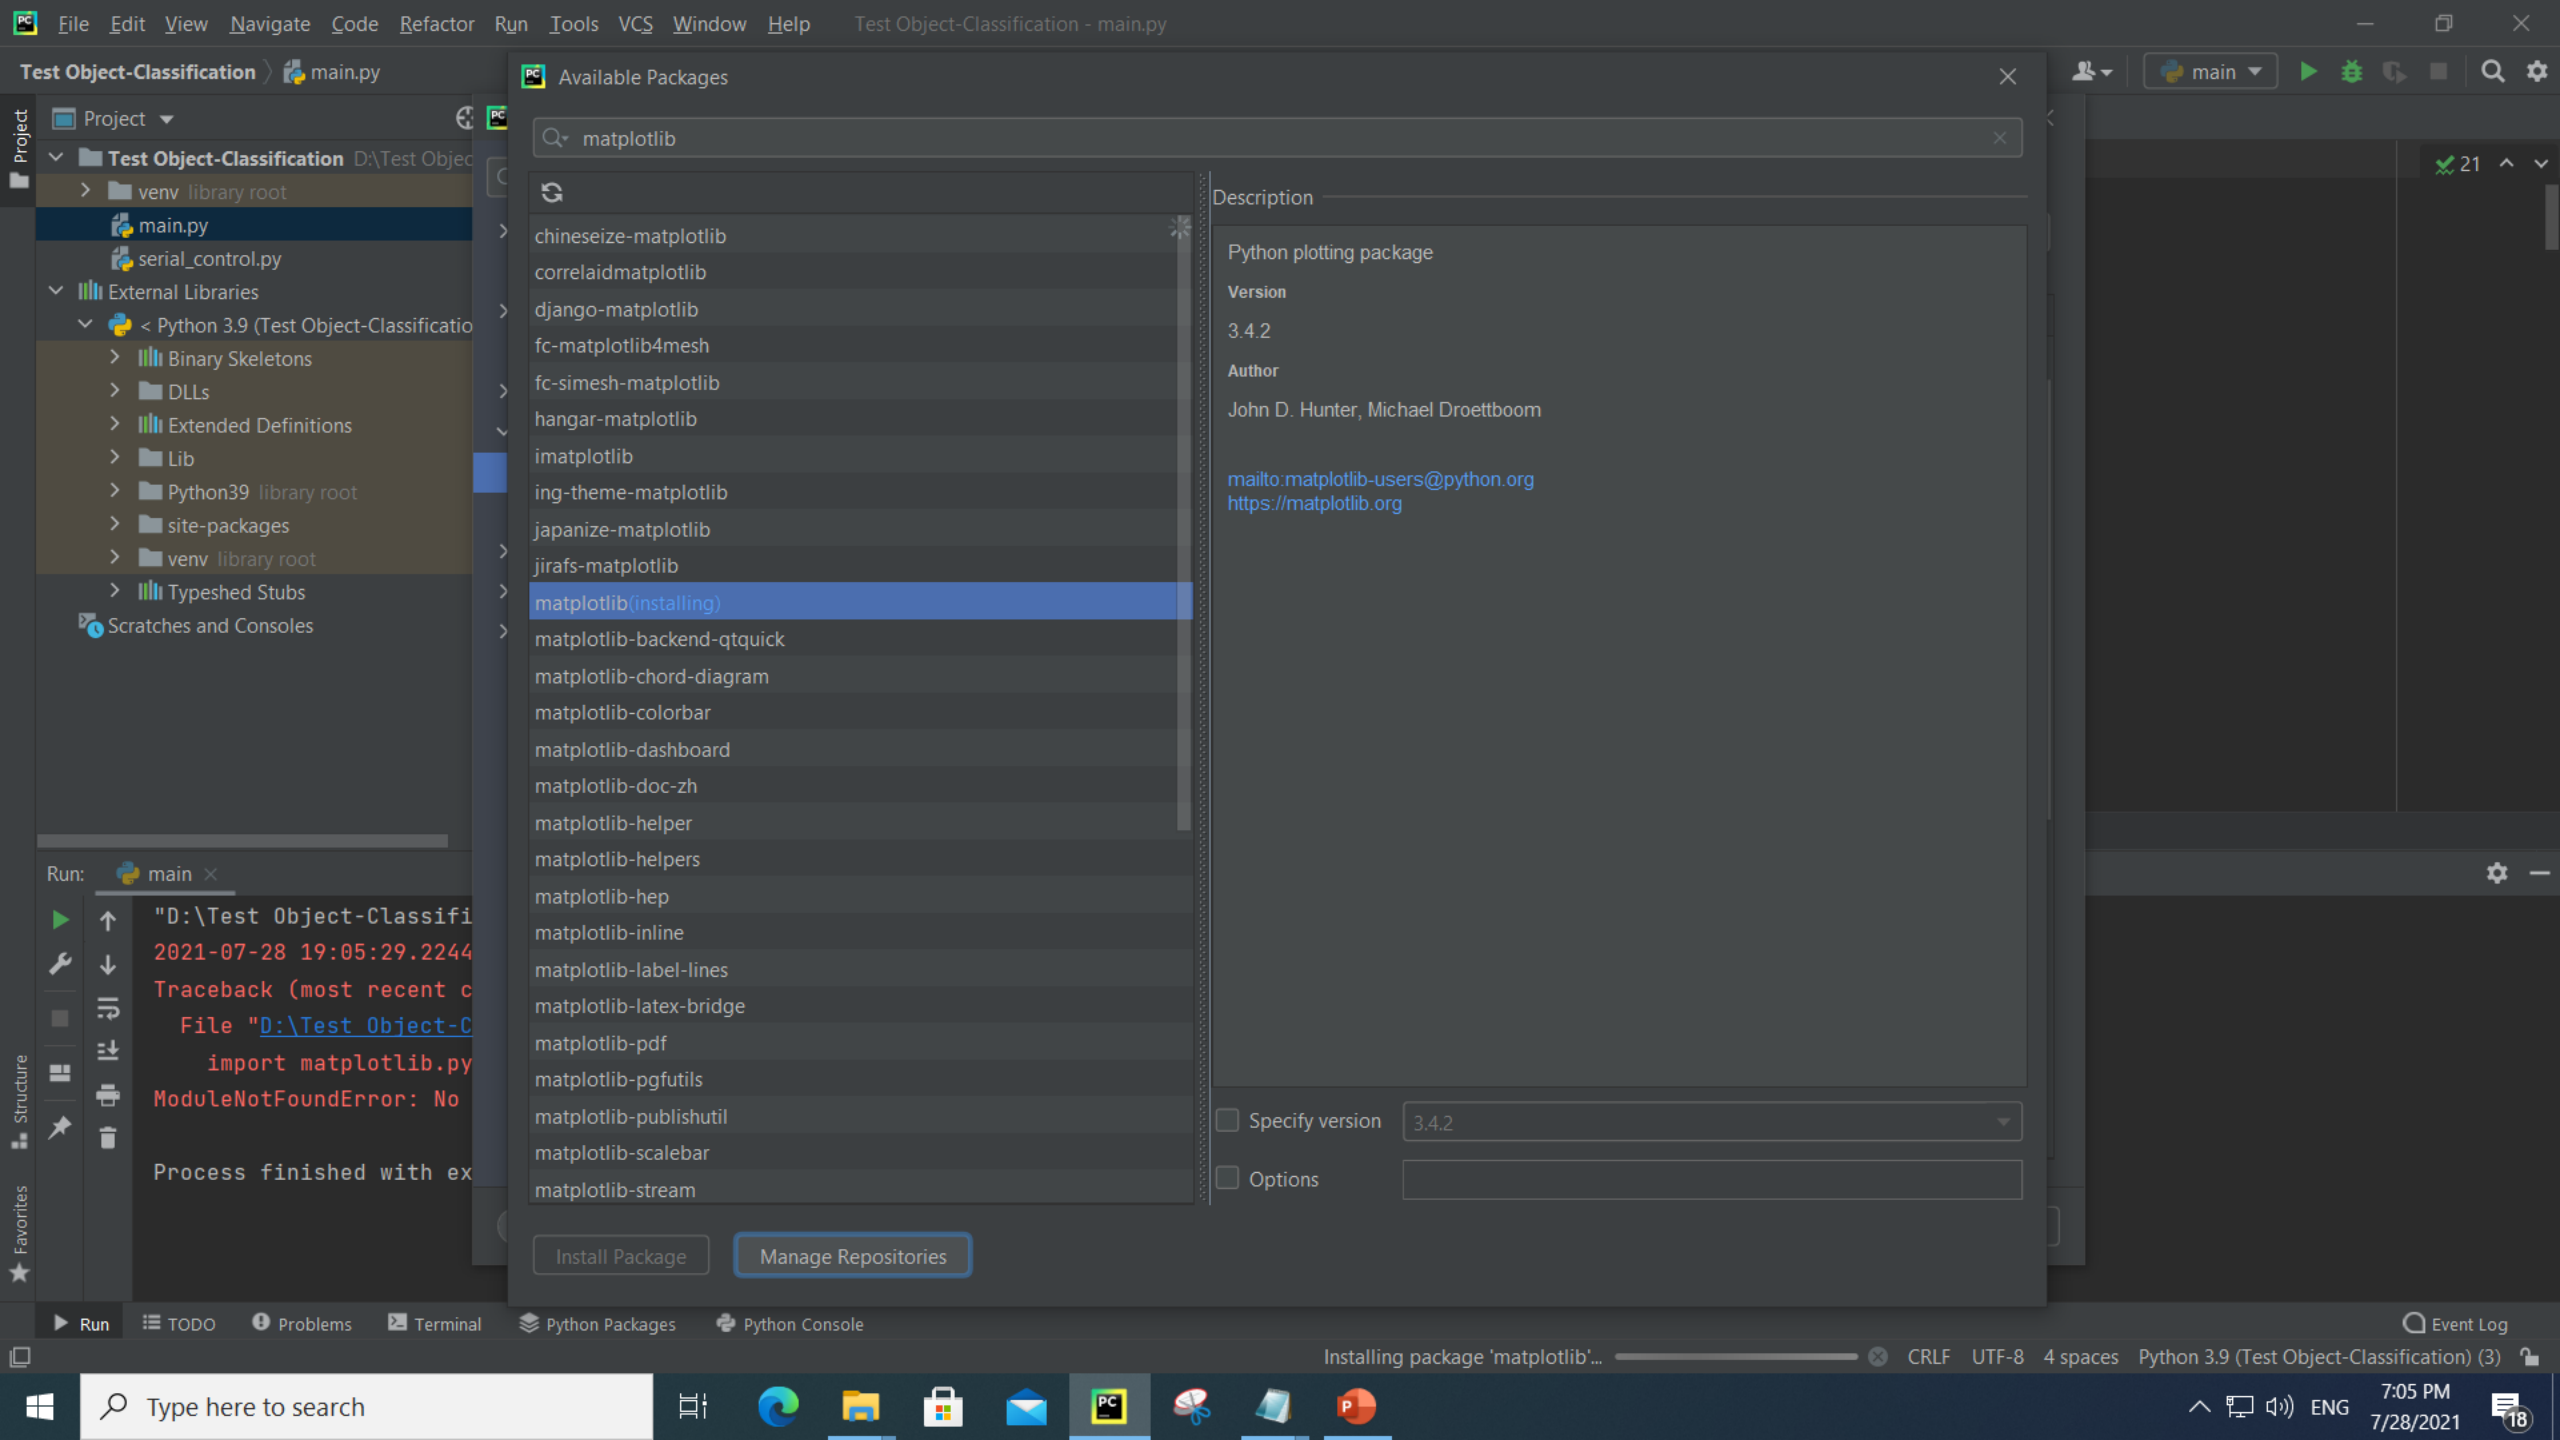 File Edit View Navigate Code Refactor Run Tools VCS Window Help Test Object-Classification - main.py
Test Object-Classification main.py
Available Packages
main
Project
Project
matplotlib
Test Object-Classification D:\Test Objec
21
venv library root
main.py
serial_control.py
External Libraries
< Python 3.9 (Test Object-Classificatio
Binary Skeletons
DLLs
Extended Definitions
Lib
Python39 library root
site-packages
venv library root
Typeshed Stubs
Scratches and Consoles
chineseize-matplotlib
correlaidmatplotlib
django-matplotlib
fc-matplotlib4mesh
fc-simesh-matplotlib
hangar-matplotlib
imatplotlib
ing-theme-matplotlib
japanize-matplotlib
jirafs-matplotlib
matplotlib(installing)
matplotlib-backend-qtquick
matplotlib-chord-diagram
matplotlib-colorbar
matplotlib-dashboard
matplotlib-doc-zh
matplotlib-helper
matplotlib-helpers
matplotlib-hep
matplotlib-inline
matplotlib-label-lines
matplotlib-latex-bridge
matplotlib-pdf
matplotlib-pgfutils
matplotlib-publishutil
matplotlib-scalebar
matplotlib-stream
Description
Python plotting package
Version
3.4.2
Author
John D. Hunter, Michael Droettboom
mailto:matplotlib-users@python.org
https://matplotlib.org
Specify version 3.4.2
Options
Install Package Manage Repositories
Run: main
"D:\Test Object-Classifi
2021-07-28 19:05:29.2244
Traceback (most recent c
File "D:\Test Object-C
import matplotlib.py
ModuleNotFoundError: No
Process finished with ex
Structure
Favorites
Run TODO Problems Terminal Python Packages Python Console Event Log
Installing package 'matplotlib'... CRLF UTF-8 4 spaces Python 3.9 (Test Object-Classification) (3)
Type here to search
PC
P
ENG
7:05 PM
7/28/2021
18